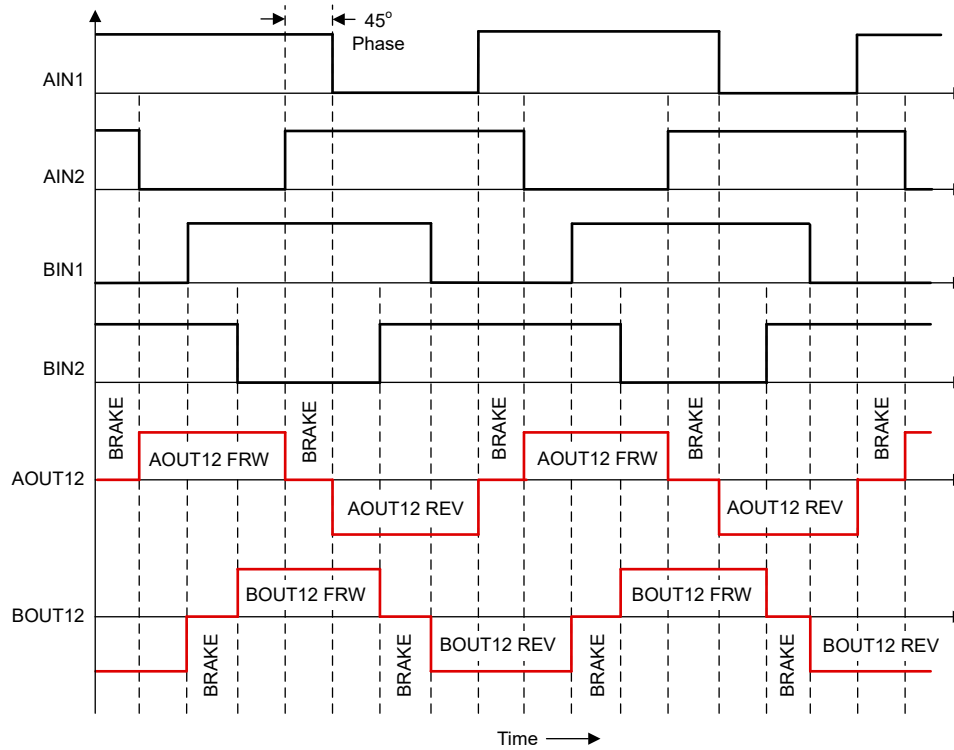 45o
Phase
AIN1
AIN2
BIN1
BIN2
BRAKE
BRAKE
BRAKE
BRAKE
BRAKE
AOUT12 FRW
AOUT12 FRW
AOUT12
AOUT12 REV
AOUT12 REV
BOUT12 FRW
BOUT12 FRW
BOUT12
BOUT12 REV
BOUT12 REV
BRAKE
BRAKE
BRAKE
BRAKE
Time